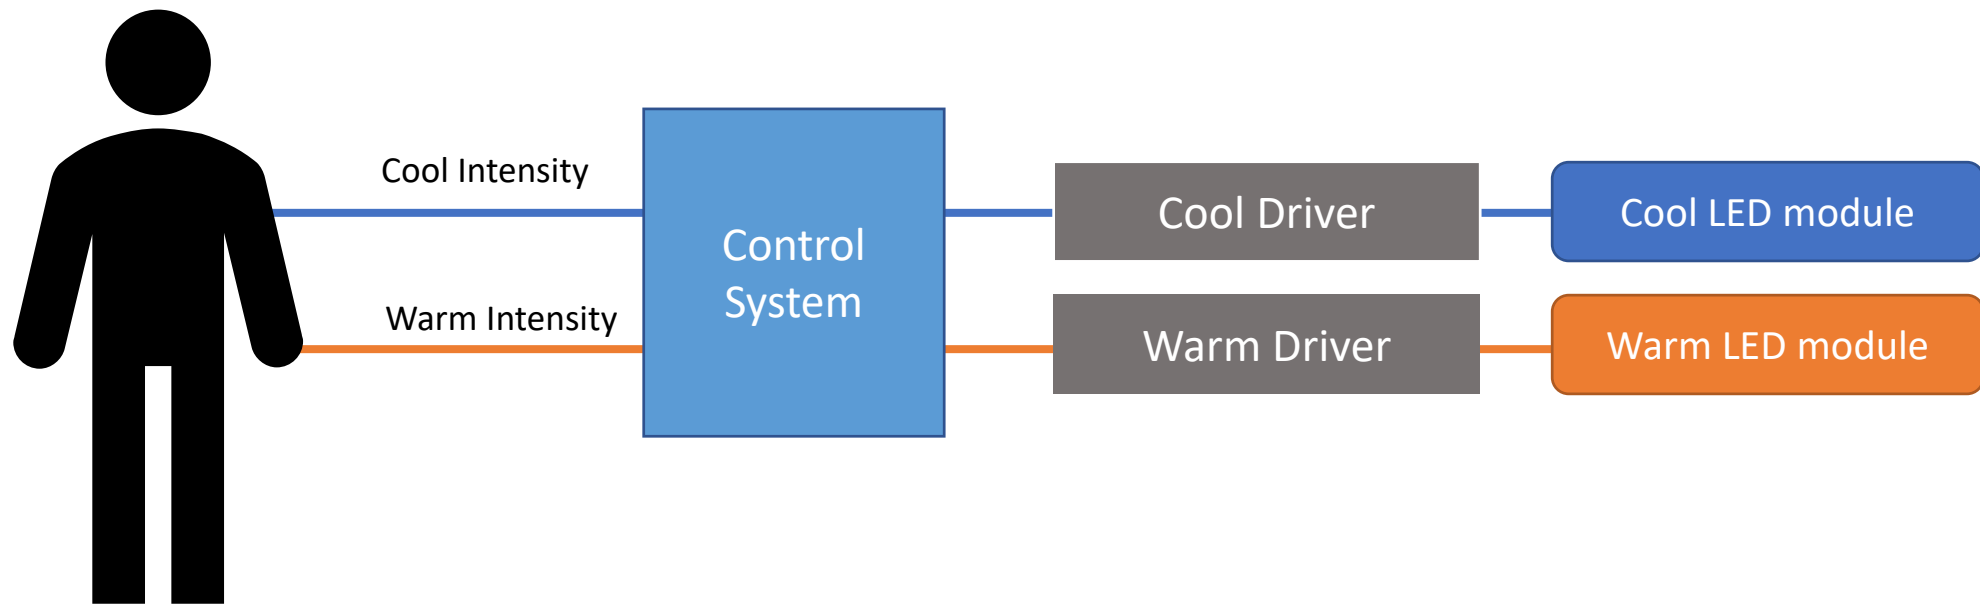 Cool Intensity
Warm Intensity
Control
System
Cool Driver
Warm Driver
Cool LED module
Warm LED module